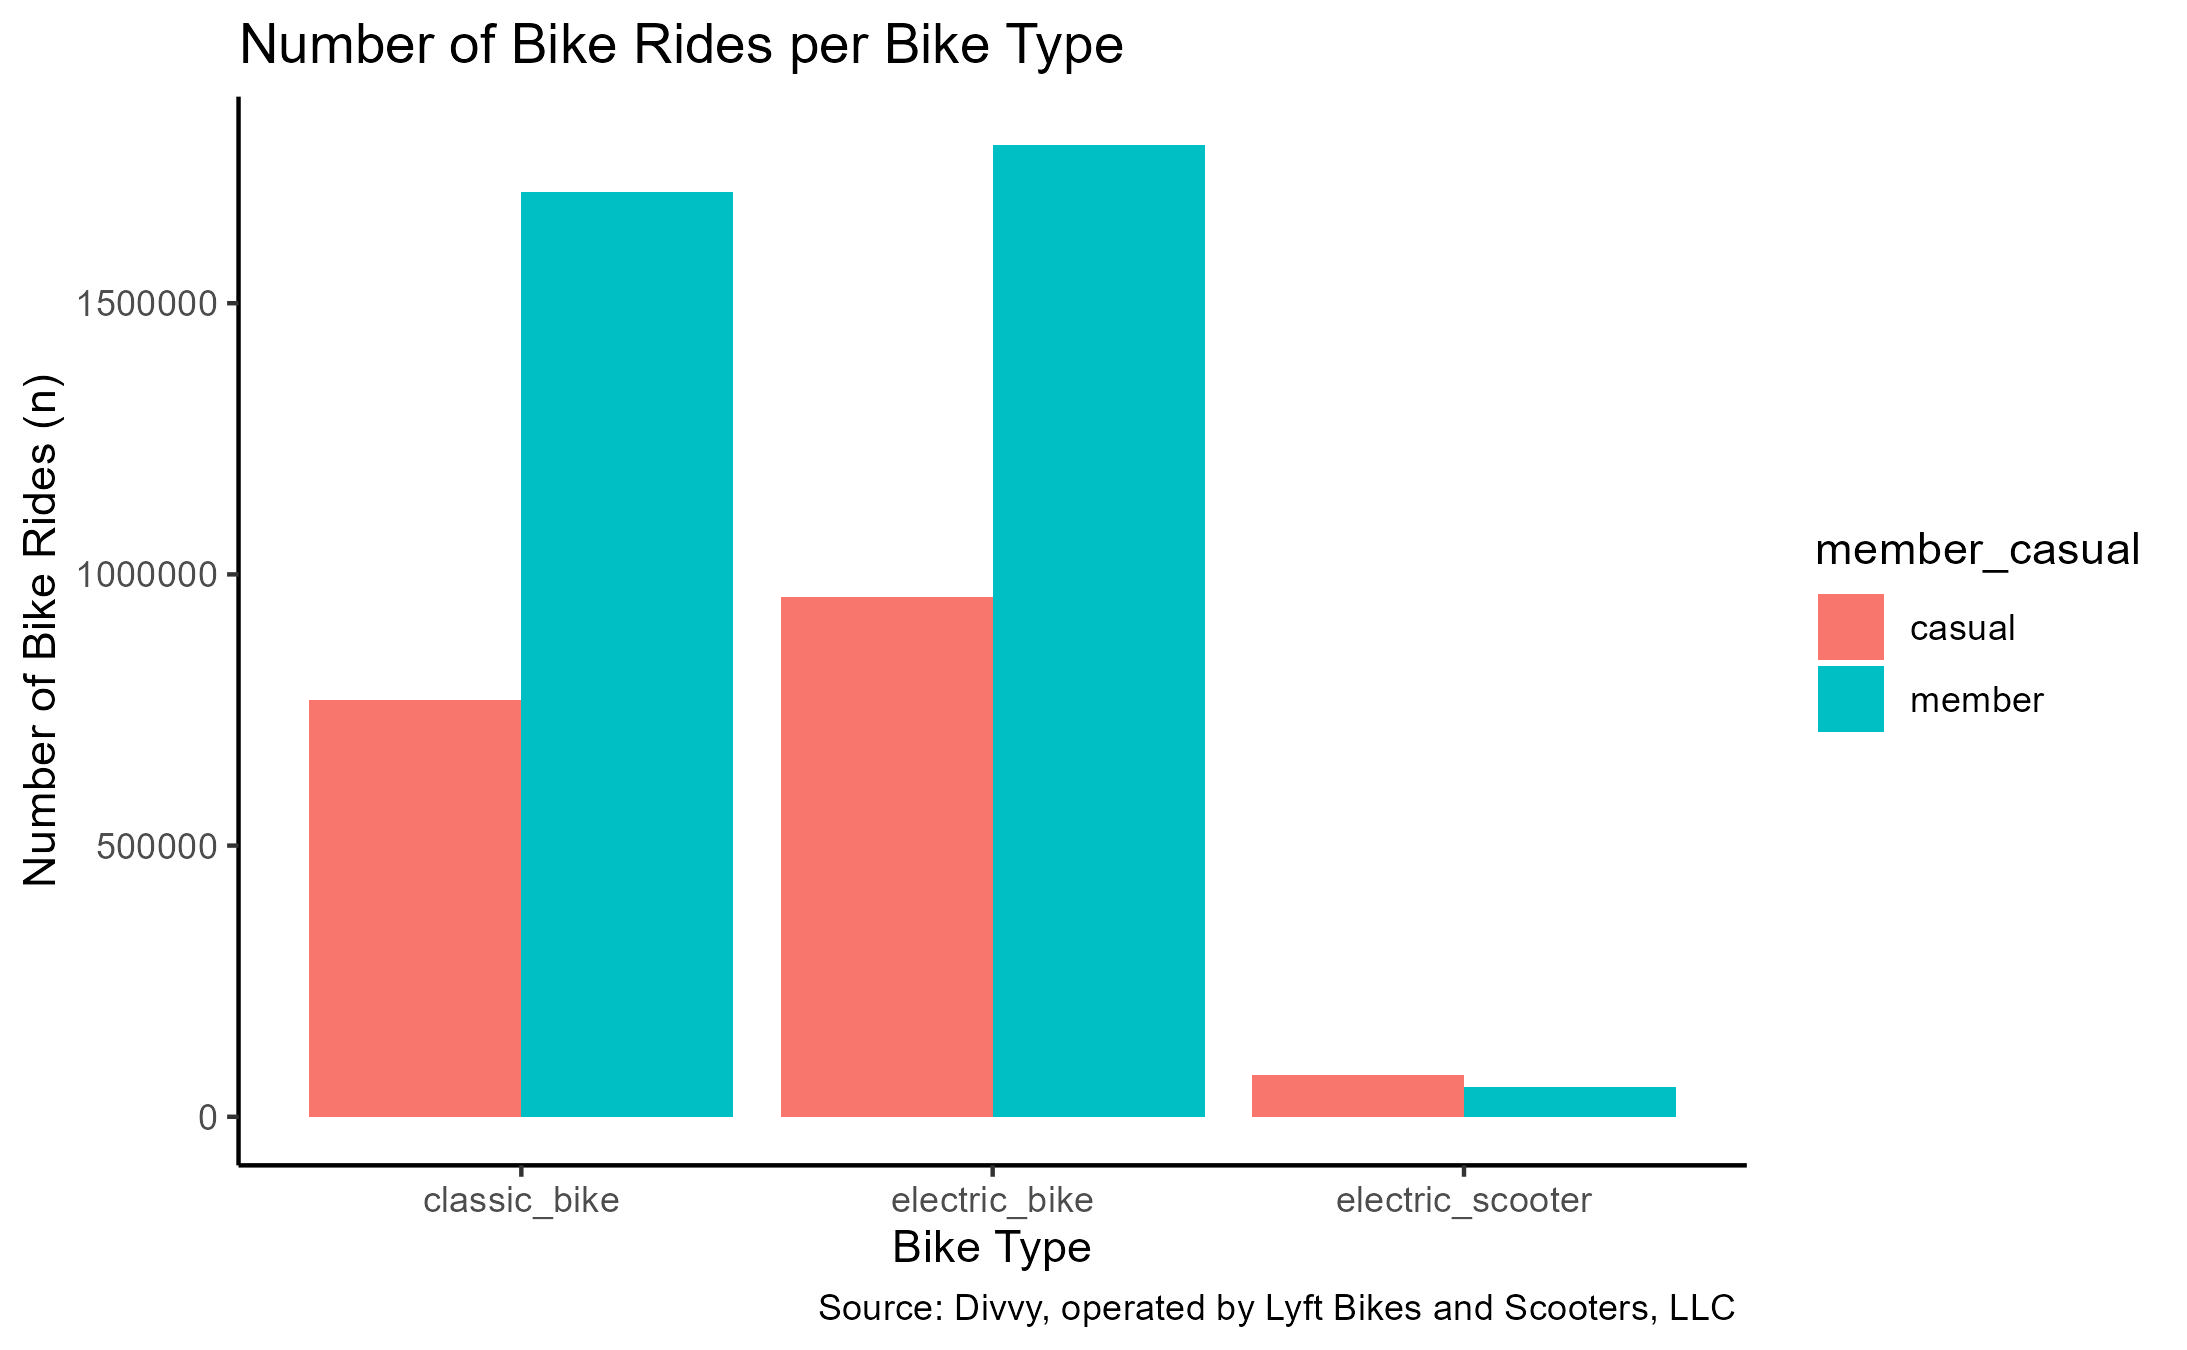 Number of Bike Rides per Bike Type
Number of Bike Rides (n)
1500000
1000000
500000
0
classic_bike
electric_bike
electric_scooter
Bike Type
member_casual
casual
member
Source: Divvy, operated by Lyft Bikes and Scooters, LLC